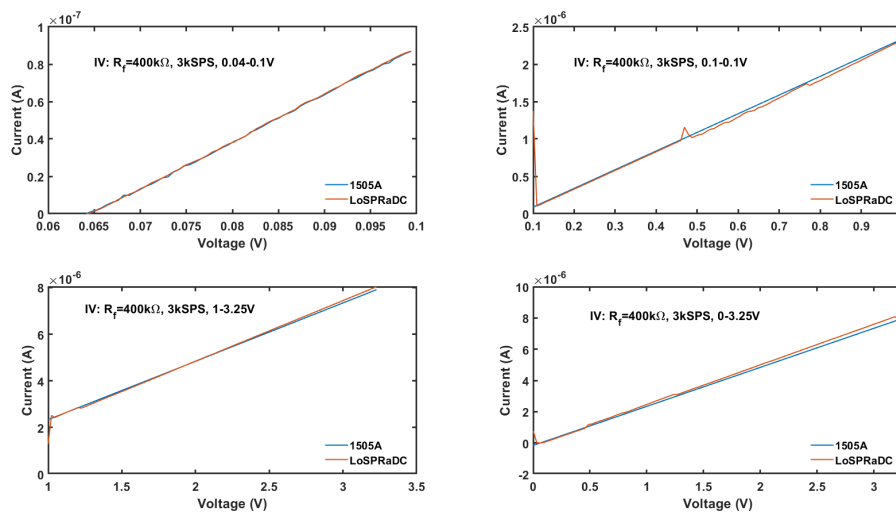 ×10-7
1
0.8
0.6
0.4
0.2
0
Current (A)
IV: Rf=400kΩ, 3kSPS, 0.04-0.1V
1505A
LoSPRaDC
0.06 0.065 0.07 0.075 0.08 0.085 0.09 0.095 0.1
Voltage (V)
×10-6
2.5
2
1.5
1
0.5
0
Current (A)
IV: Rf=400kΩ, 3kSPS, 0.1-0.1V
1505A
LoSPRaDC
0.1 0.2 0.3 0.4 0.5 0.6 0.7 0.8 0.9
Voltage (V)
×10-6
8
6
4
2
0
Current (A)
IV: Rf=400kΩ, 3kSPS, 1-3.25V
1505A
LoSPRaDC
1 1.5 2 2.5 3 3.5
Voltage (V)
×10-6
10
8
6
4
2
0
-2
Current (A)
IV: Rf=400kΩ, 3kSPS, 0-3.25V
1505A
LoSPRaDC
0 0.5 1 1.5 2 2.5 3
Voltage (V)